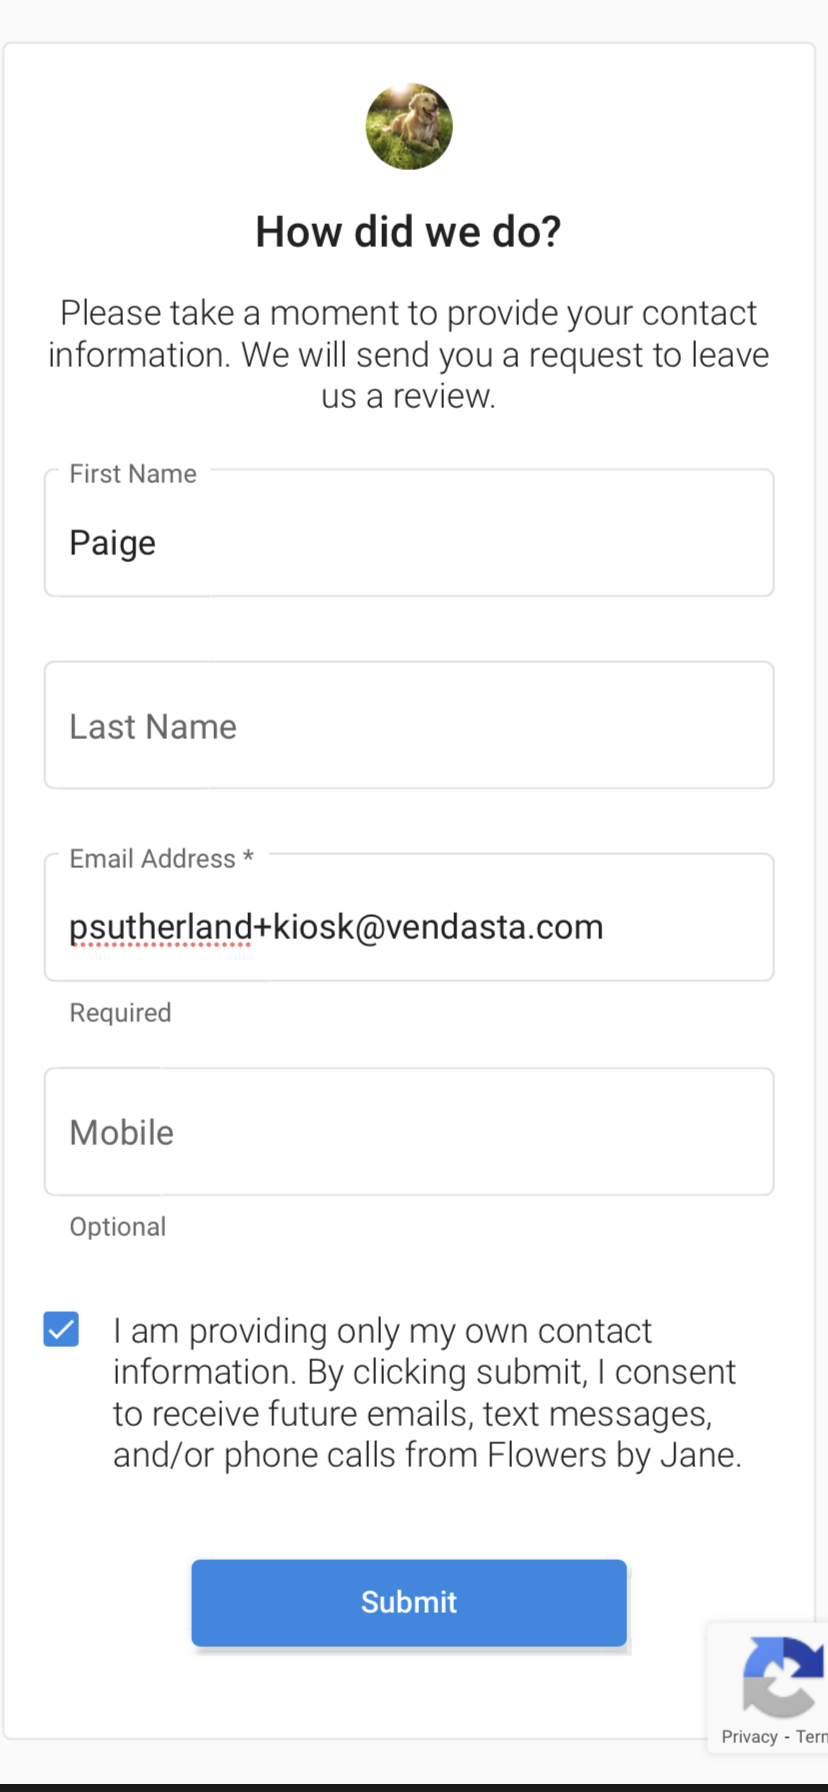 How did we do?
Please take a moment to provide your contact
information. We will send you a request to leave
us a review.
First Name
Paige
Last Name
Email Address *
psutherland+kiosk@vendasta.com
Required
Mobile
Optional
I am providing only my own contact
information. By clicking submit, I consent
to receive future emails, text messages,
and/or phone calls from Flowers by Jane.
Submit
Privacy - Tern